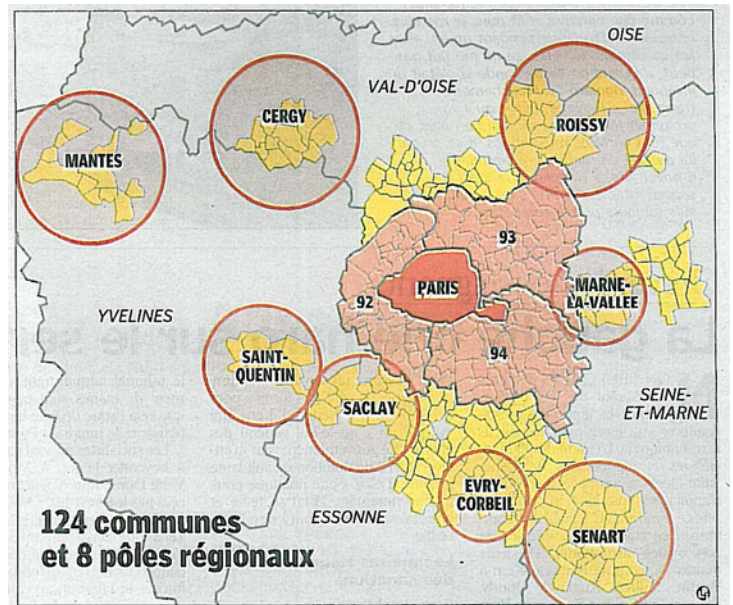 OISE
VAL-D'OISE
CERGY
ROISSY
MANTES
93
PARIS
MARNE-
LA-VALLEE
92
YVELINES
SAINT-
QUENTIN
94
SACLAY
SEINE-
ET-MARNE
EVRY-
CORBEIL
ESSONNE
SENART
124 communes
et 8 pôles régionaux